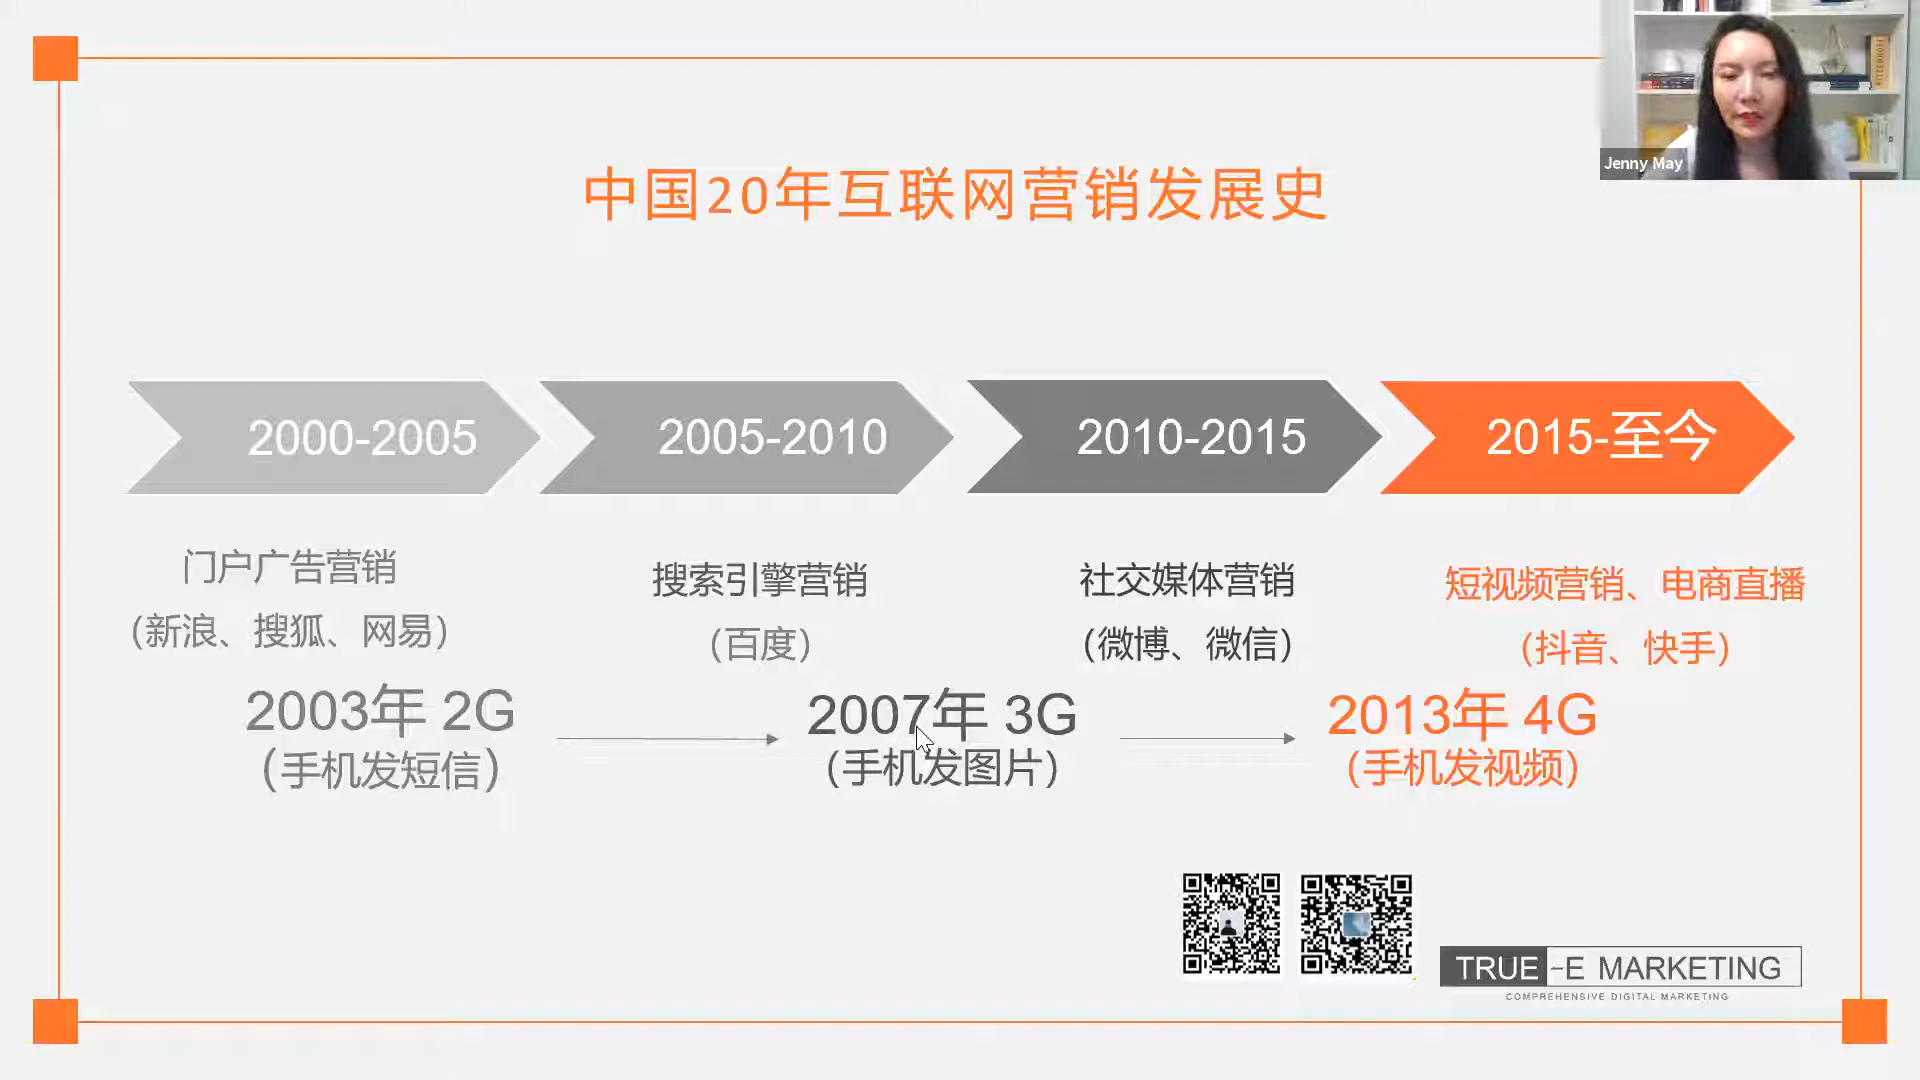 Jenny May
中国20年互联网营销发展史
2000-2005
2005-2010
2010-2015
2015-至今
门户广告营销
（新浪、搜狐、网易）
搜索引擎营销
（百度）
社交媒体营销
（微博、微信）
短视频营销、电商直播
（抖音、快手）
2003年 2G
（手机发短信）
2007年 3G
（手机发图片）
2013年 4G
（手机发视频）
TRUE-E MARKETING
COMPREHENSIVE DIGITAL MARKETING